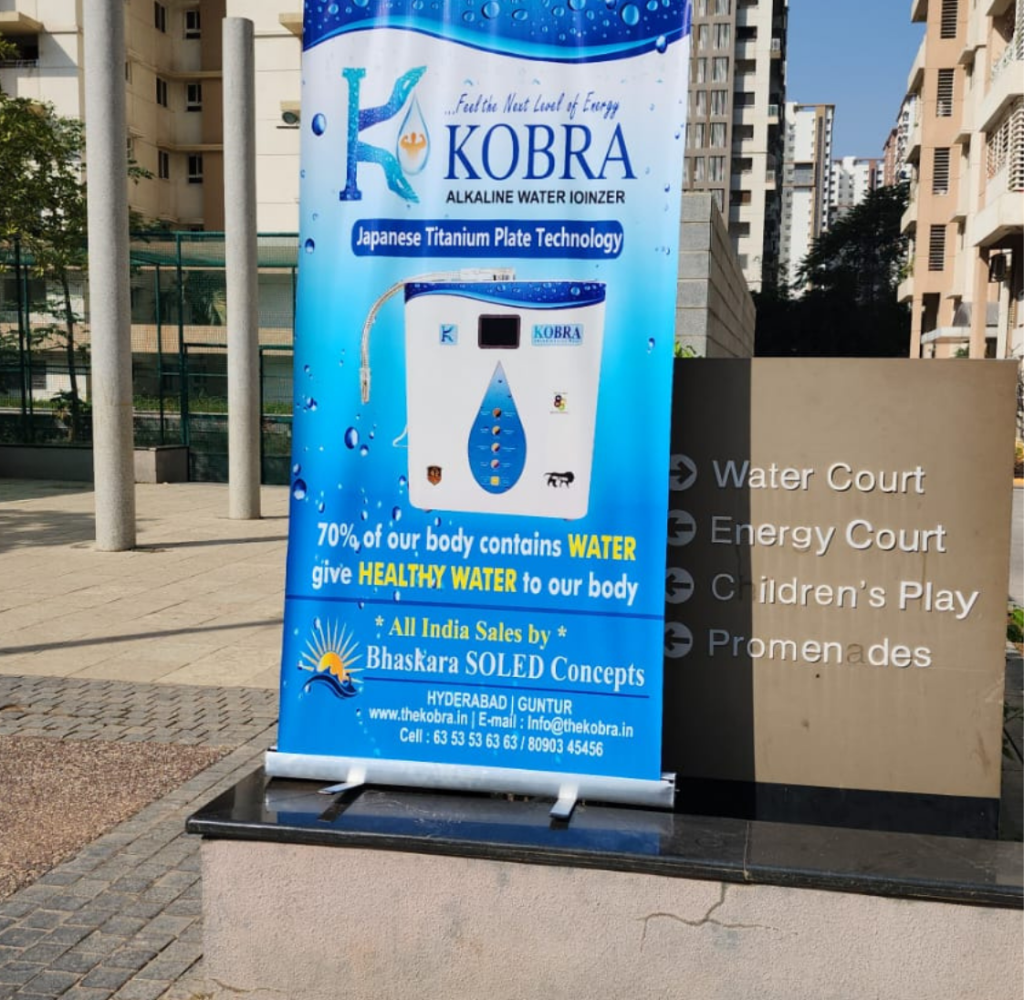 ...Feel the Next Level of Energy
KOBRA
ALKALINE WATER IOINZER
Japanese Titanium Plate Technology
K KOBRA
70% of our body contains WATER
give HEALTHY WATER to our body
* All India Sales by *
Bhaskara SOLED Concepts
HYDERABAD | GUNTUR
www.thekobra.in | E-mail : Info@thekobra.in
Cell : 63 53 53 63 63 / 80903 45456
Water Court
Energy Court
Children's Play
Promenades